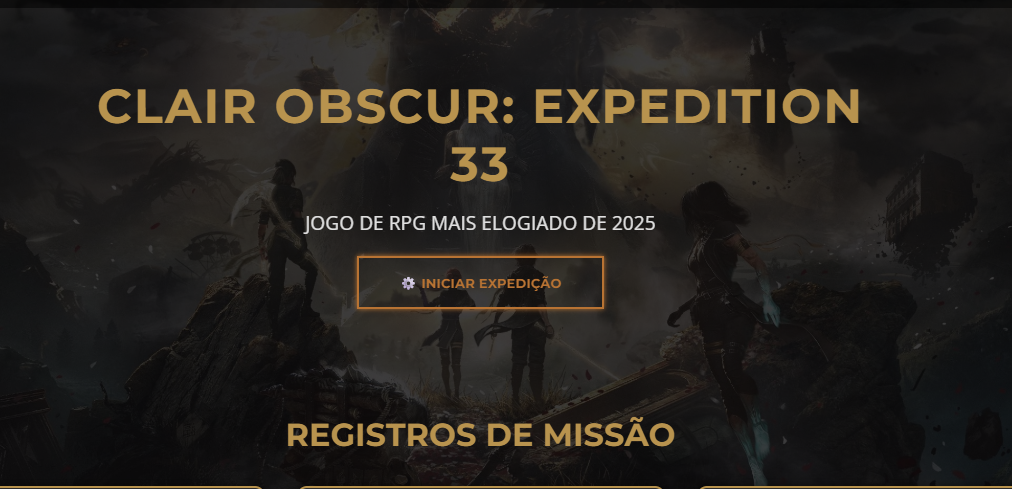 CLAIR OBSCUR: EXPEDITION
33
JOGO DE RPG MAIS ELOGIADO DE 2025
INICIAR EXPEDIÇÃO
REGISTROS DE MISSÃO